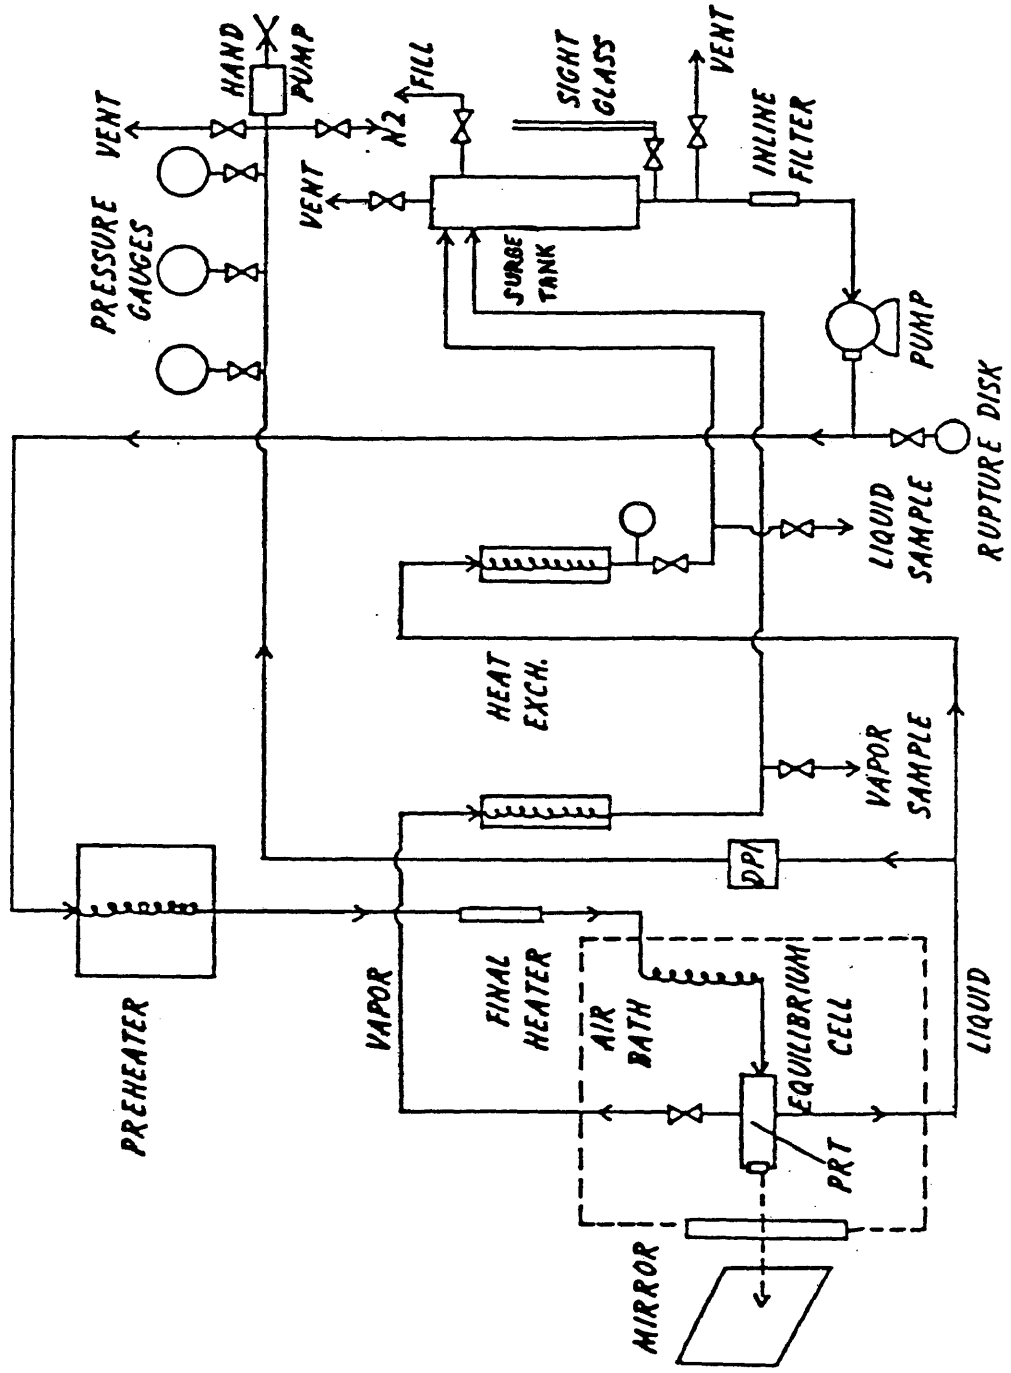 HAND
PUMP
VENT
N2
FILL
PRESSURE
GAUGES
VENT
SURGE
TANK
SIGHT
GLASS
VENT
INLINE
FILTER
PUMP
RUPTURE DISK
LIQUID
SAMPLE
HEAT
EXCH.
VAPOR
SAMPLE
DPI
PREHEATER
VAPOR
FINAL
HEATER
AIR
BATH
EQUILIBRIUM
CELL
LIQUID
PRT
MIRROR